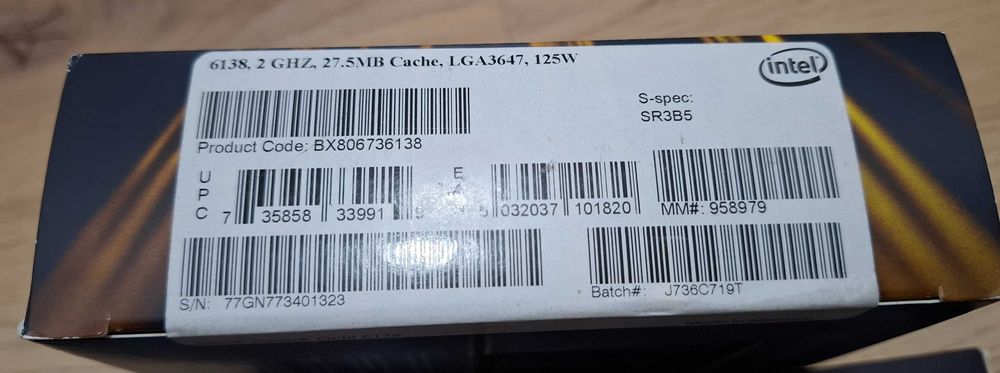 6138, 2 GHZ, 27.5MB Cache, LGA3647, 125W
intel
S-spec:
SR3B5
Product Code: BX806736138
UPC 7 35858 33991
5 032037 101820
MM#: 958979
S/N: 77GN773401323
Batch#: J736C719T